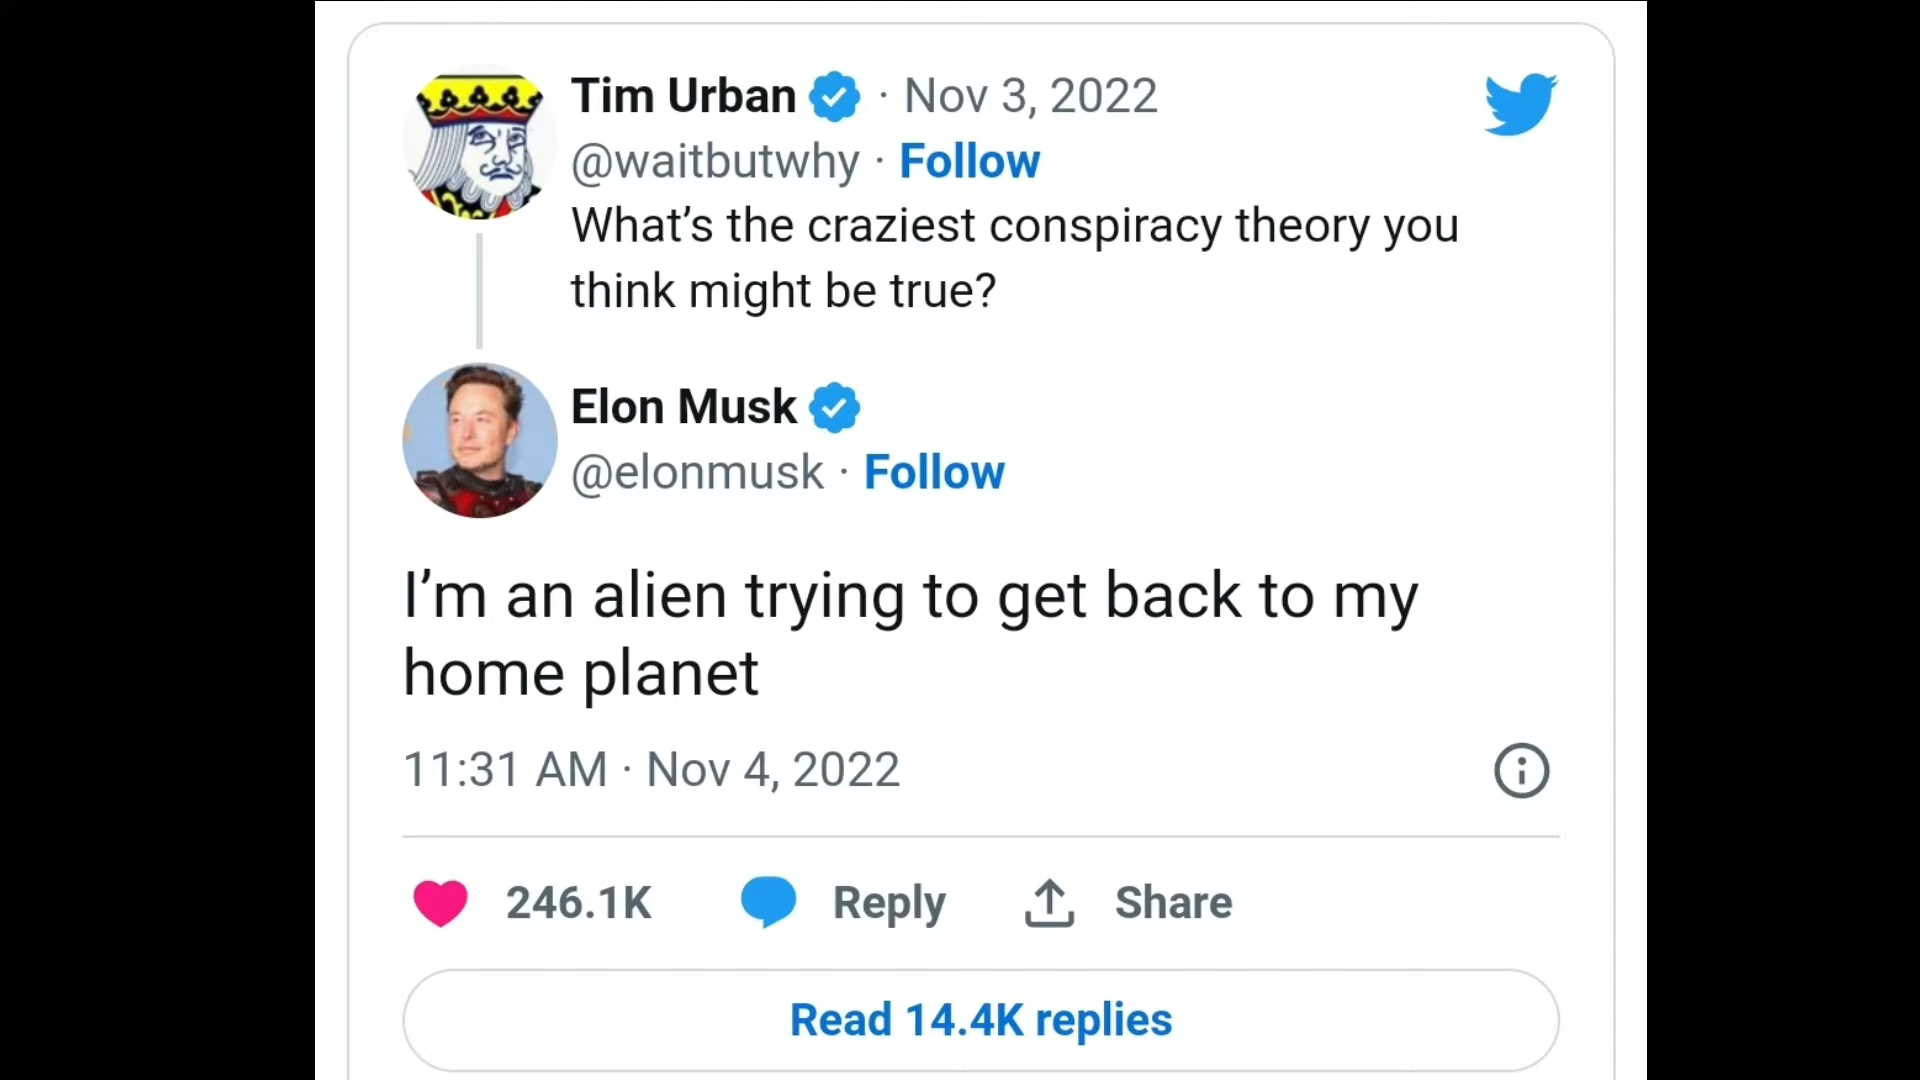 Tim Urban · Nov 3, 2022
@waitbutwhy · Follow
What’s the craziest conspiracy theory you
think might be true?
Elon Musk
@elonmusk · Follow
I’m an alien trying to get back to my
home planet
11:31 AM · Nov 4, 2022
246.1K Reply Share
Read 14.4K replies